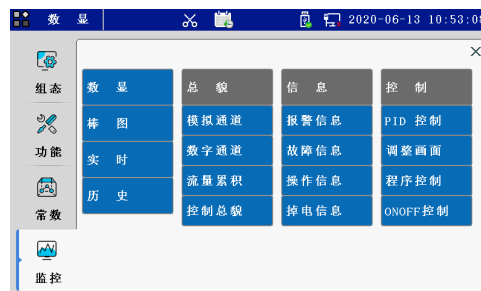 数 显 2020-06-13 10:53:08
组态
功能
常数
监控
数 显
棒 图
实 时
历 史
总 貌
模拟通道
数字通道
流量累积
控制总貌
信 息
报警信息
故障信息
操作信息
掉电信息
控 制
PID 控制
调整画面
程序控制
ONOFF控制